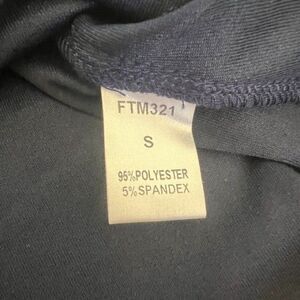 FTM321
S
95%POLYESTER
5%SPANDEX